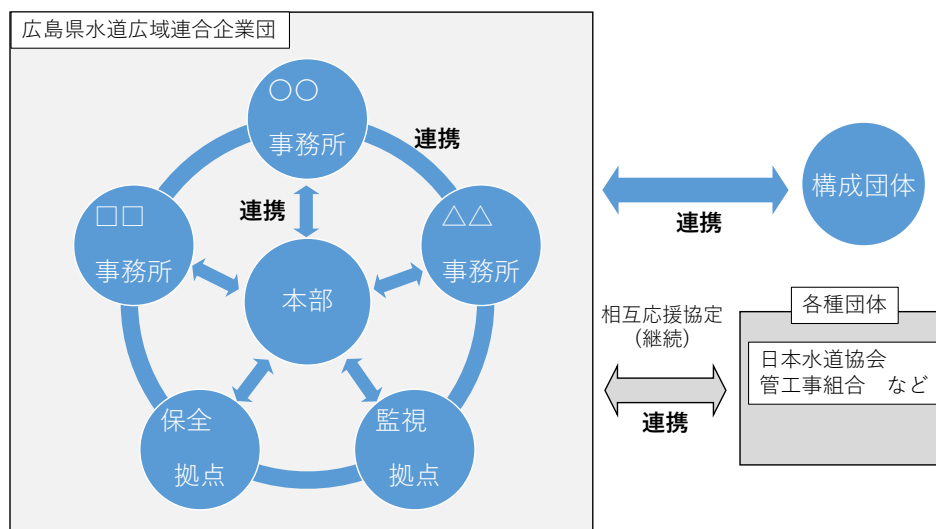 広島県水道広域連合企業団
○○
事務所
連携
連携
□□
事務所
△△
事務所
本部
保全
拠点
監視
拠点
構成団体
連携
相互応援協定
(継続)
連携
各種団体
日本水道協会
管工事組合　など